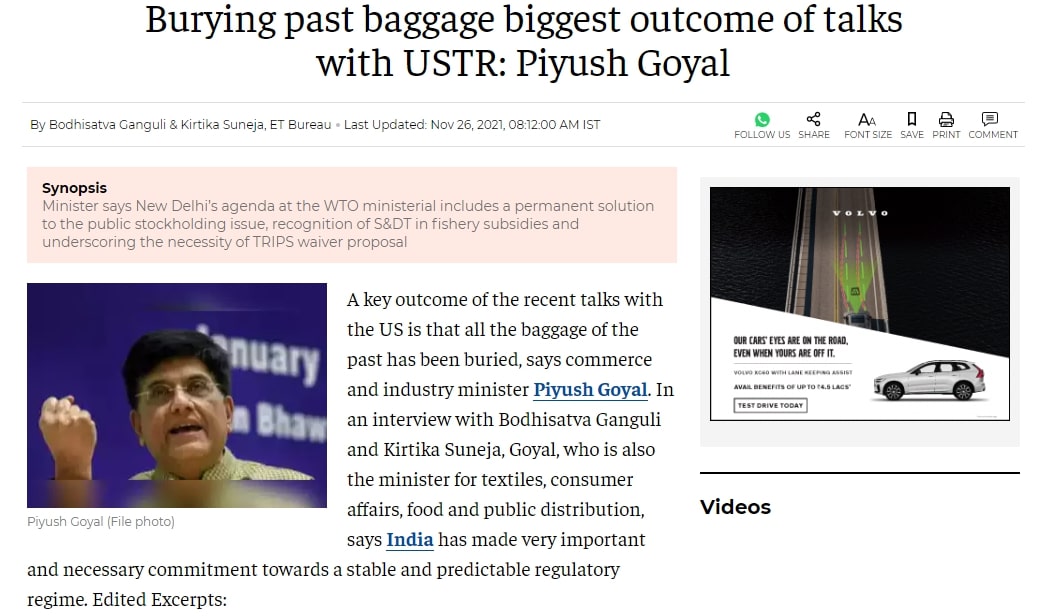 Burying past baggage biggest outcome of talks
with USTR: Piyush Goyal
By Bodhisatva Ganguli & Kirtika Suneja, ET Bureau • Last Updated: Nov 26, 2021, 08:12:00 AM IST
FOLLOW US SHARE FONT SIZE SAVE PRINT COMMENT
Synopsis
Minister says New Delhi's agenda at the WTO ministerial includes a permanent solution
to the public stockholding issue, recognition of S&DT in fishery subsidies and
underscoring the necessity of TRIPS waiver proposal
anuary
n Bhaw
Piyush Goyal (File photo)
A key outcome of the recent talks with
the US is that all the baggage of the
past has been buried, says commerce
and industry minister Piyush Goyal. In
an interview with Bodhisatva Ganguli
and Kirtika Suneja, Goyal, who is also
the minister for textiles, consumer
affairs, food and public distribution,
says India has made very important
and necessary commitment towards a stable and predictable regulatory
regime. Edited Excerpts:
VOLVO
OUR CARS' EYES ARE ON THE ROAD,
EVEN WHEN YOURS ARE OFF IT.
VOLVO XC60 WITH LANE KEEPING ASSIST
AVAIL BENEFITS OF UP TO ₹4.5 LACS*
TEST DRIVE TODAY
Videos